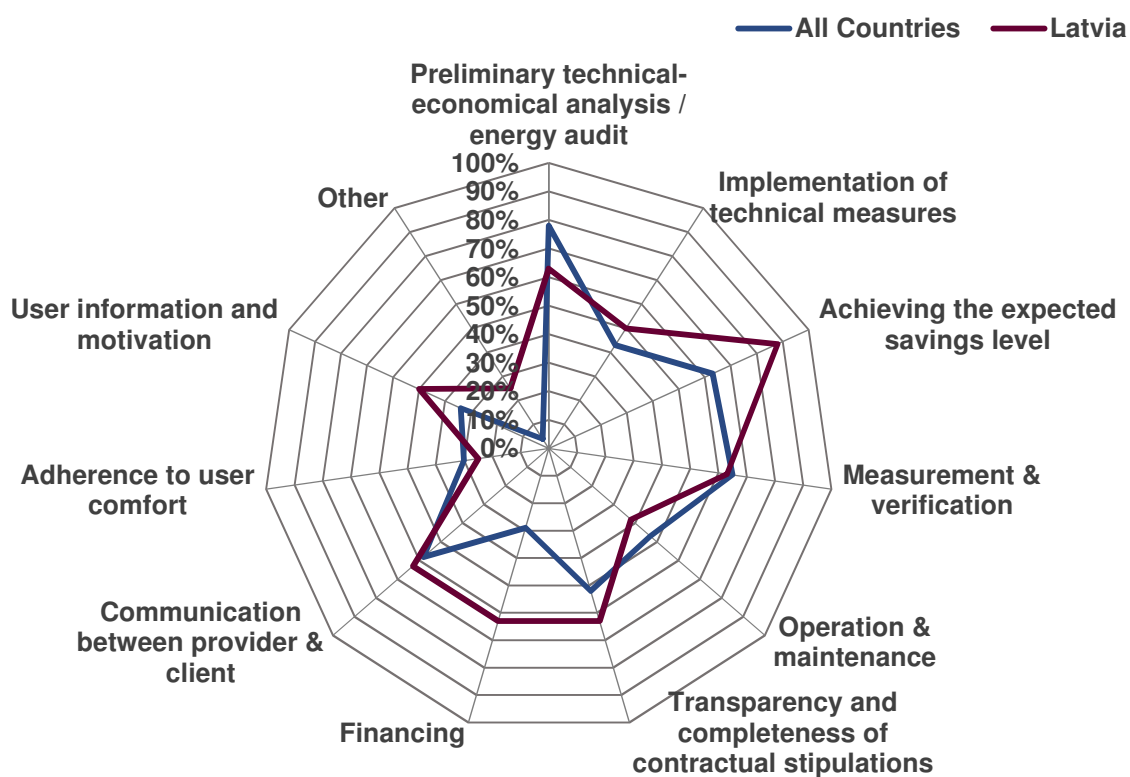 All Countries
Latvia
Preliminary technical-
economical analysis /
energy audit
100%
90%
80%
70%
60%
50%
40%
30%
20%
10%
0%
Implementation of
technical measures
Achieving the expected
savings level
Measurement &
verification
Operation &
maintenance
Transparency and
completeness of
contractual stipulations
Financing
Communication
between provider &
client
Adherence to user
comfort
User information and
motivation
Other